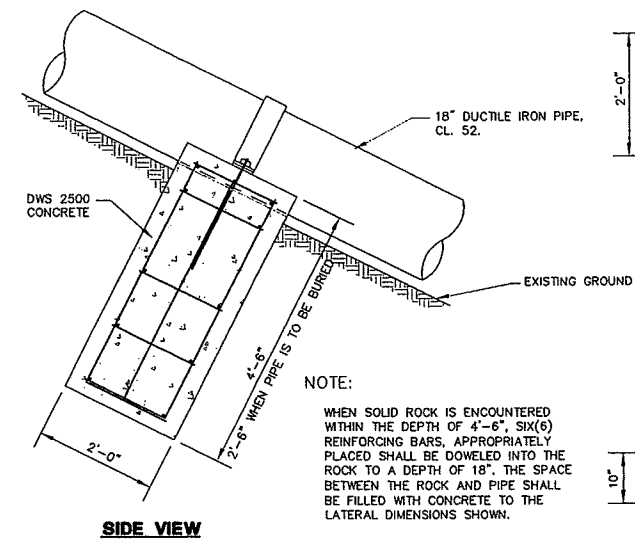 2'-0"
18" DUCTILE IRON PIPE,
CL. 52.
DWS 2500
CONCRETE
EXISTING GROUND
4'-6"
2'-6" WHEN PIPE IS TO BE BURIED
2'-0"
NOTE:
WHEN SOLID ROCK IS ENCOUNTERED
WITHIN THE DEPTH OF 4'-6", SIX(6)
REINFORCING BARS, APPROPRIATELY
PLACED SHALL BE DOWELED INTO THE
ROCK TO A DEPTH OF 18". THE SPACE
BETWEEN THE ROCK AND PIPE SHALL
BE FILLED WITH CONCRETE TO THE
LATERAL DIMENSIONS SHOWN.
10"
SIDE VIEW